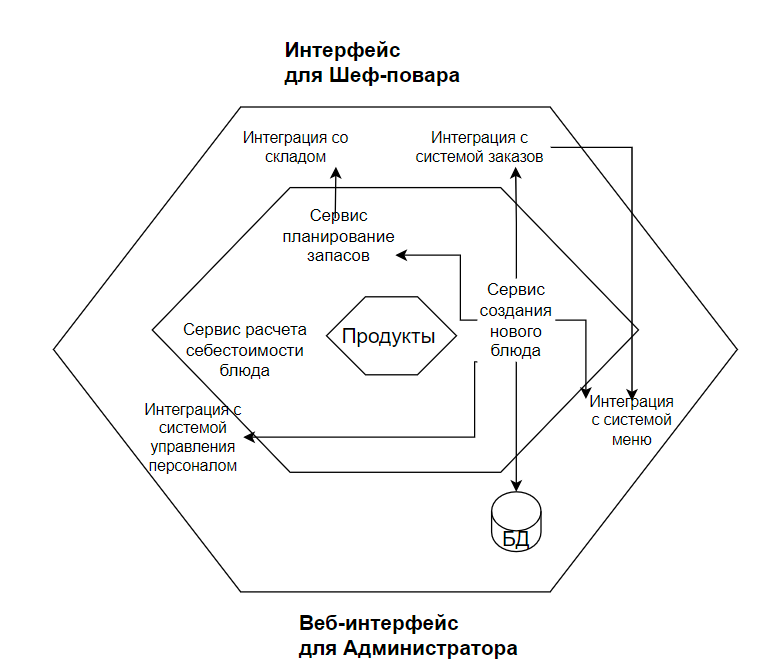 Интерфейс
для Шеф-повара
Интеграция со
складом
Интеграция с
системой заказов
Сервис
планирование
запасов
Сервис
создания
нового
блюда
Сервис расчета
себестоимости
блюда
Продукты
Интеграция с
системой
управления
персоналом
Интеграция
с системой
меню
БД
Веб-интерфейс
для Администратора